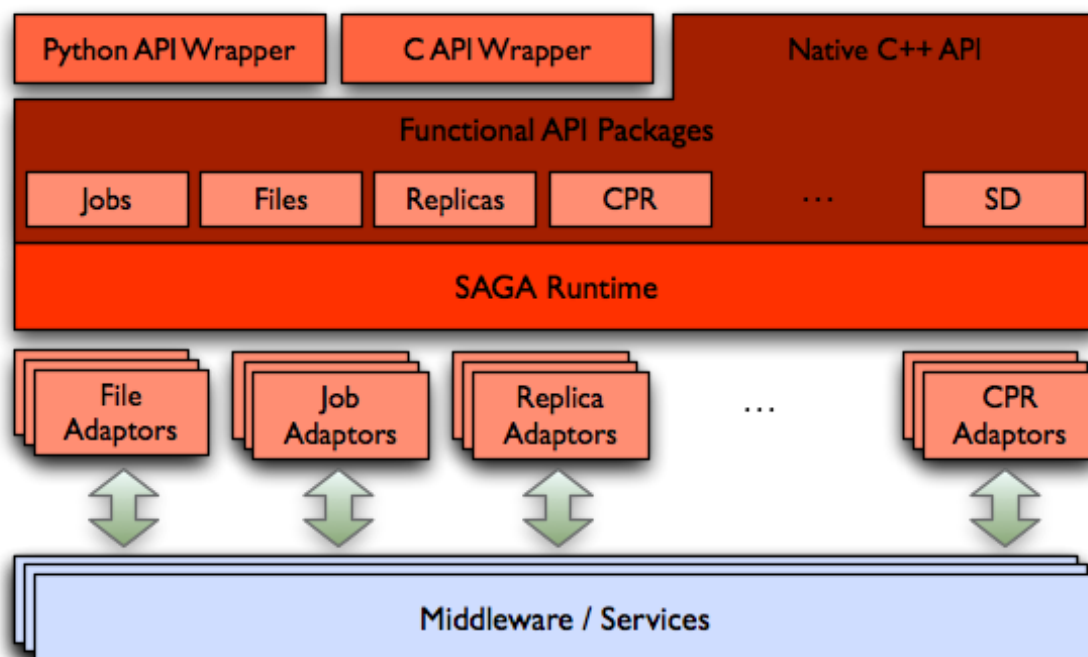 Python API Wrapper
C API Wrapper
Native C++ API
Functional API Packages
Jobs
Files
Replicas
CPR
...
SD
SAGA Runtime
File
Adaptors
Job
Adaptors
Replica
Adaptors
...
CPR
Adaptors
Middleware / Services